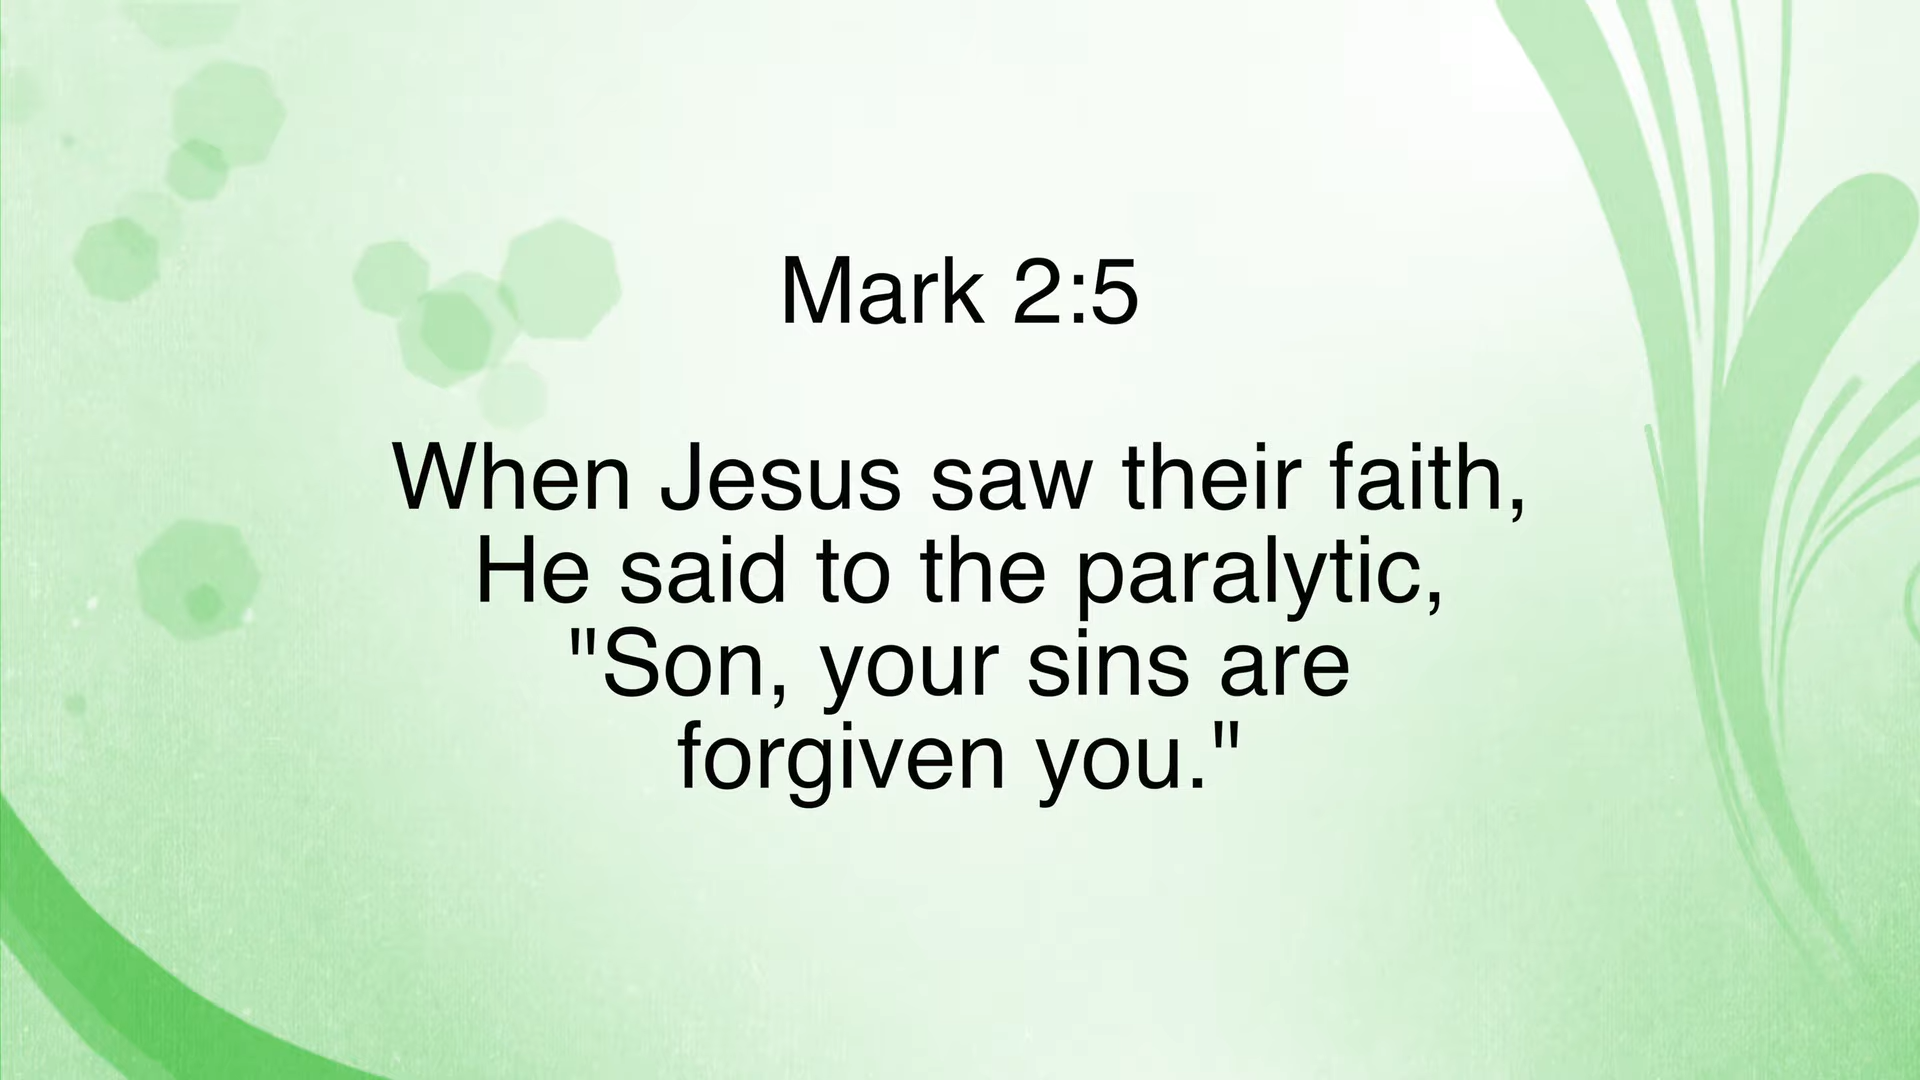 Mark 2:5
When Jesus saw their faith,
He said to the paralytic,
"Son, your sins are
forgiven you."